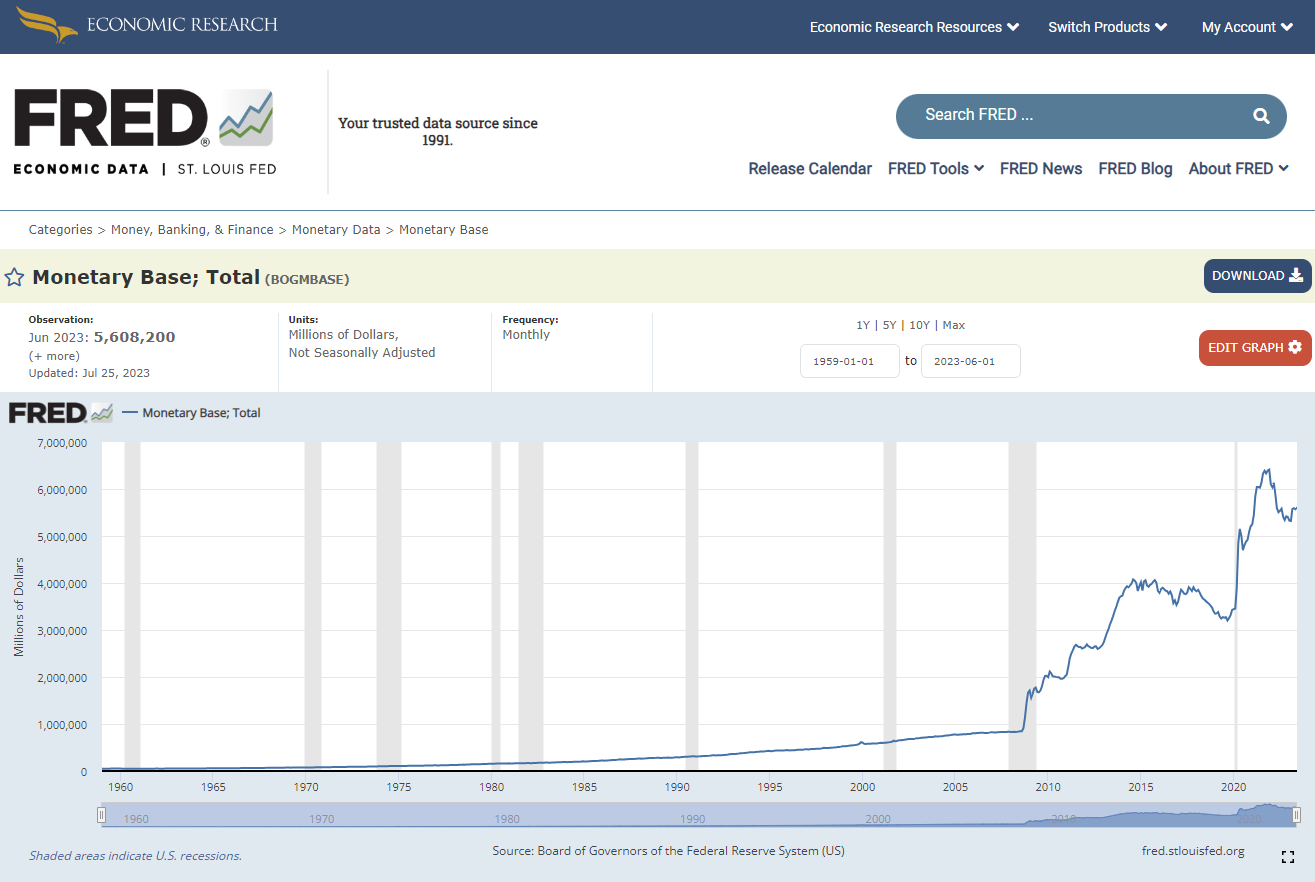 ECONOMIC RESEARCH
Economic Research Resources
Switch Products
My Account
FRED®
ECONOMIC DATA | ST. LOUIS FED
Your trusted data source since
1991.
Search FRED ...
Release Calendar
FRED Tools
FRED News
FRED Blog
About FRED
Categories > Money, Banking, & Finance > Monetary Data > Monetary Base
Monetary Base; Total (BOGMBASE)
DOWNLOAD
Observation:
Jun 2023: 5,608,200
(+ more)
Updated: Jul 25, 2023
Units:
Millions of Dollars,
Not Seasonally Adjusted
Frequency:
Monthly
1Y | 5Y | 10Y | Max
1959-01-01 to 2023-06-01
EDIT GRAPH
FRED
Monetary Base; Total
Millions of Dollars
7,000,000
6,000,000
5,000,000
4,000,000
3,000,000
2,000,000
1,000,000
0
1960 1965 1970 1975 1980 1985 1990 1995 2000 2005 2010 2015 2020
1960 1970 1980 1990 2000 2010 2020
Shaded areas indicate U.S. recessions.
Source: Board of Governors of the Federal Reserve System (US)
fred.stlouisfed.org